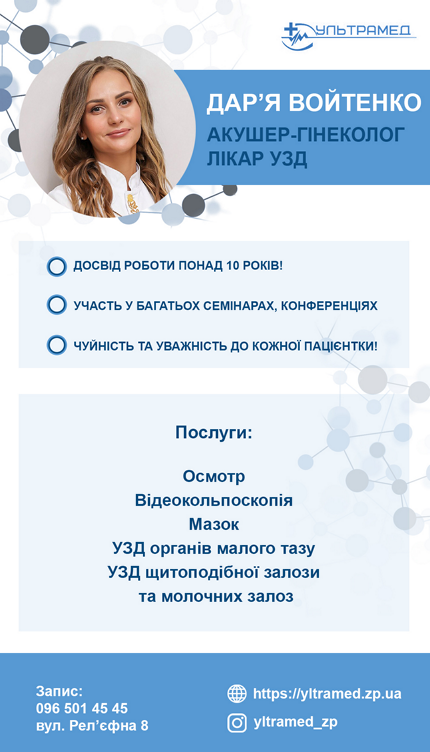 УЛЬТРАМЕД
ДАР’Я ВОЙТЕНКО
АКУШЕР-ГІНЕКОЛОГ
ЛІКАР УЗД
ДОСВІД РОБОТИ ПОНАД 10 РОКІВ!
УЧАСТЬ У БАГАТЬОХ СЕМІНАРАХ, КОНФЕРЕНЦІЯХ
ЧУЙНІСТЬ ТА УВАЖНІСТЬ ДО КОЖНОЇ ПАЦІЄНТКИ!
Послуги:
Осмотр
Відеокольпоскопія
Мазок
УЗД органів малого тазу
УЗД щитоподібної залози
та молочних залоз
Запис:
096 501 45 45
вул. Рел’єфна 8
https://yltramed.zp.ua
yltramed_zp